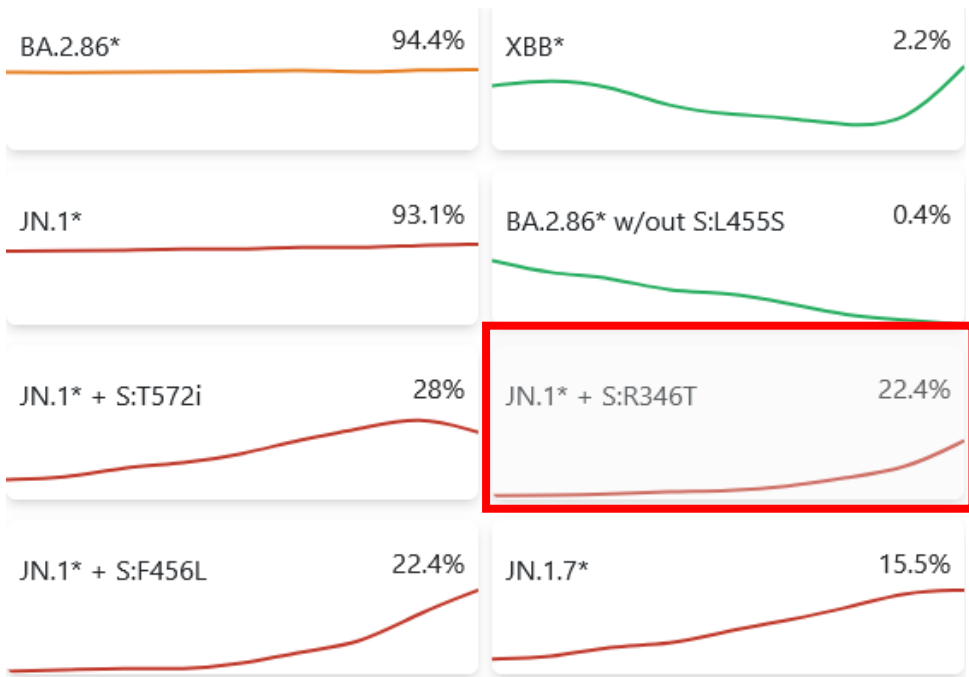 BA.2.86* 94.4%
XBB* 2.2%
JN.1* 93.1%
BA.2.86* w/out S:L455S 0.4%
JN.1* + S:T572i 28%
JN.1* + S:R346T 22.4%
JN.1* + S:F456L 22.4%
JN.1.7* 15.5%